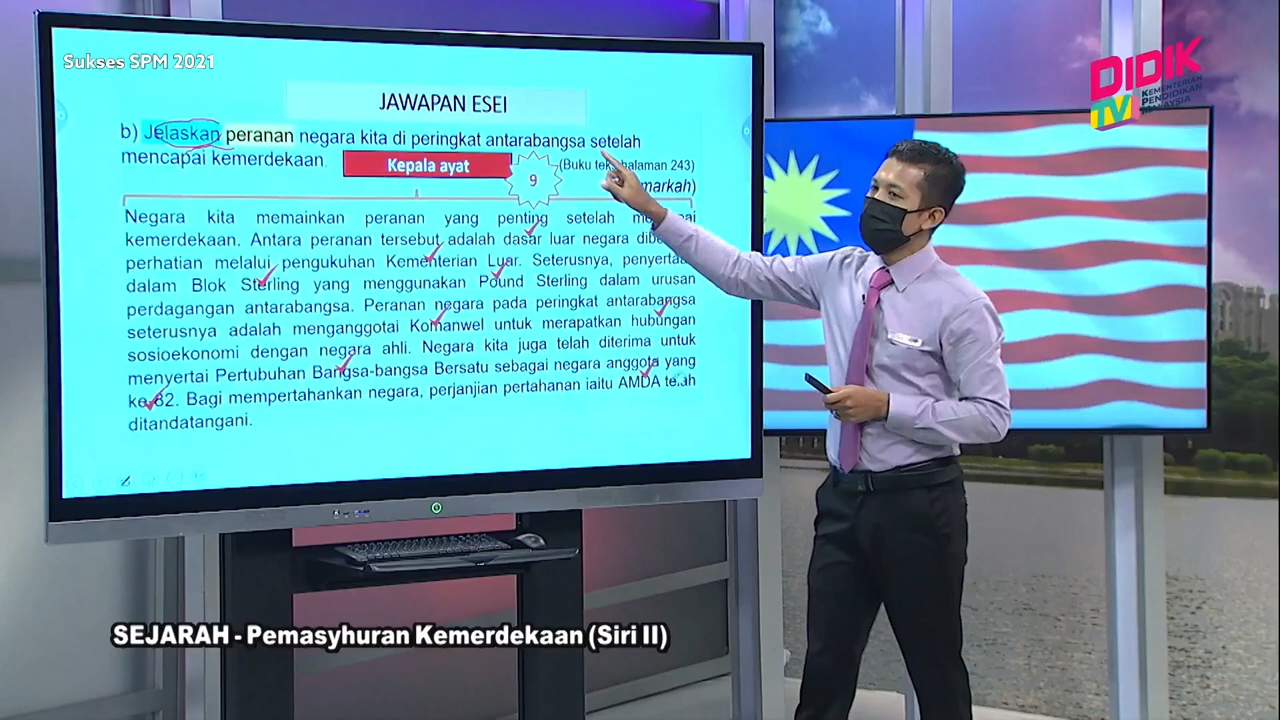 Sukses SPM 2021
DIDIK
TV
KEMENTERIAN
PENDIDIKAN
MALAYSIA
JAWAPAN ESEI
b) Jelaskan peranan negara kita di peringkat antarabangsa setelah
mencapai kemerdekaan.
Kepala ayat
9
(Buku teks halaman 243)
markah)
Negara kita memainkan peranan yang penting setelah
kemerdekaan. Antara peranan tersebut adalah dasar luar negara
perhatian melalui pengukuhan Kementerian Luar. Seterusnya,
dalam Blok Sterling yang menggunakan Pound Sterling dalam urusan
perdagangan antarabangsa. Peranan negara pada peringkat antarabangsa
seterusnya adalah menganggotai Komanwel untuk merapatkan hubungan
sosioekonomi dengan negara ahli. Negara kita juga telah diterima untuk
menyertai Pertubuhan Bangsa-bangsa Bersatu sebagai negara anggota yang
ke-82. Bagi mempertahankan negara, perjanjian pertahanan iaitu AMDA telah
ditandatangani.
SEJARAH - Pemasyhuran Kemerdekaan (Siri II)